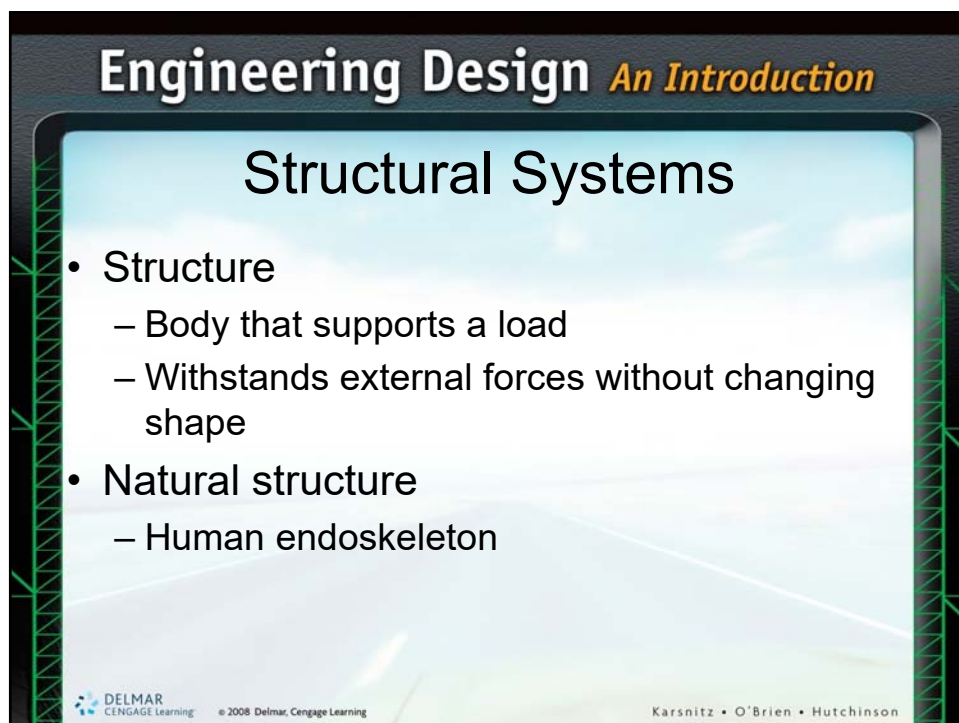 Engineering Design An Introduction
Structural Systems
• Structure
– Body that supports a load
– Withstands external forces without changing
shape
• Natural structure
– Human endoskeleton
DELMAR
CENGAGE Learning © 2008 Delmar, Cengage Learning
Karsnitz • O'Brien • Hutchinson